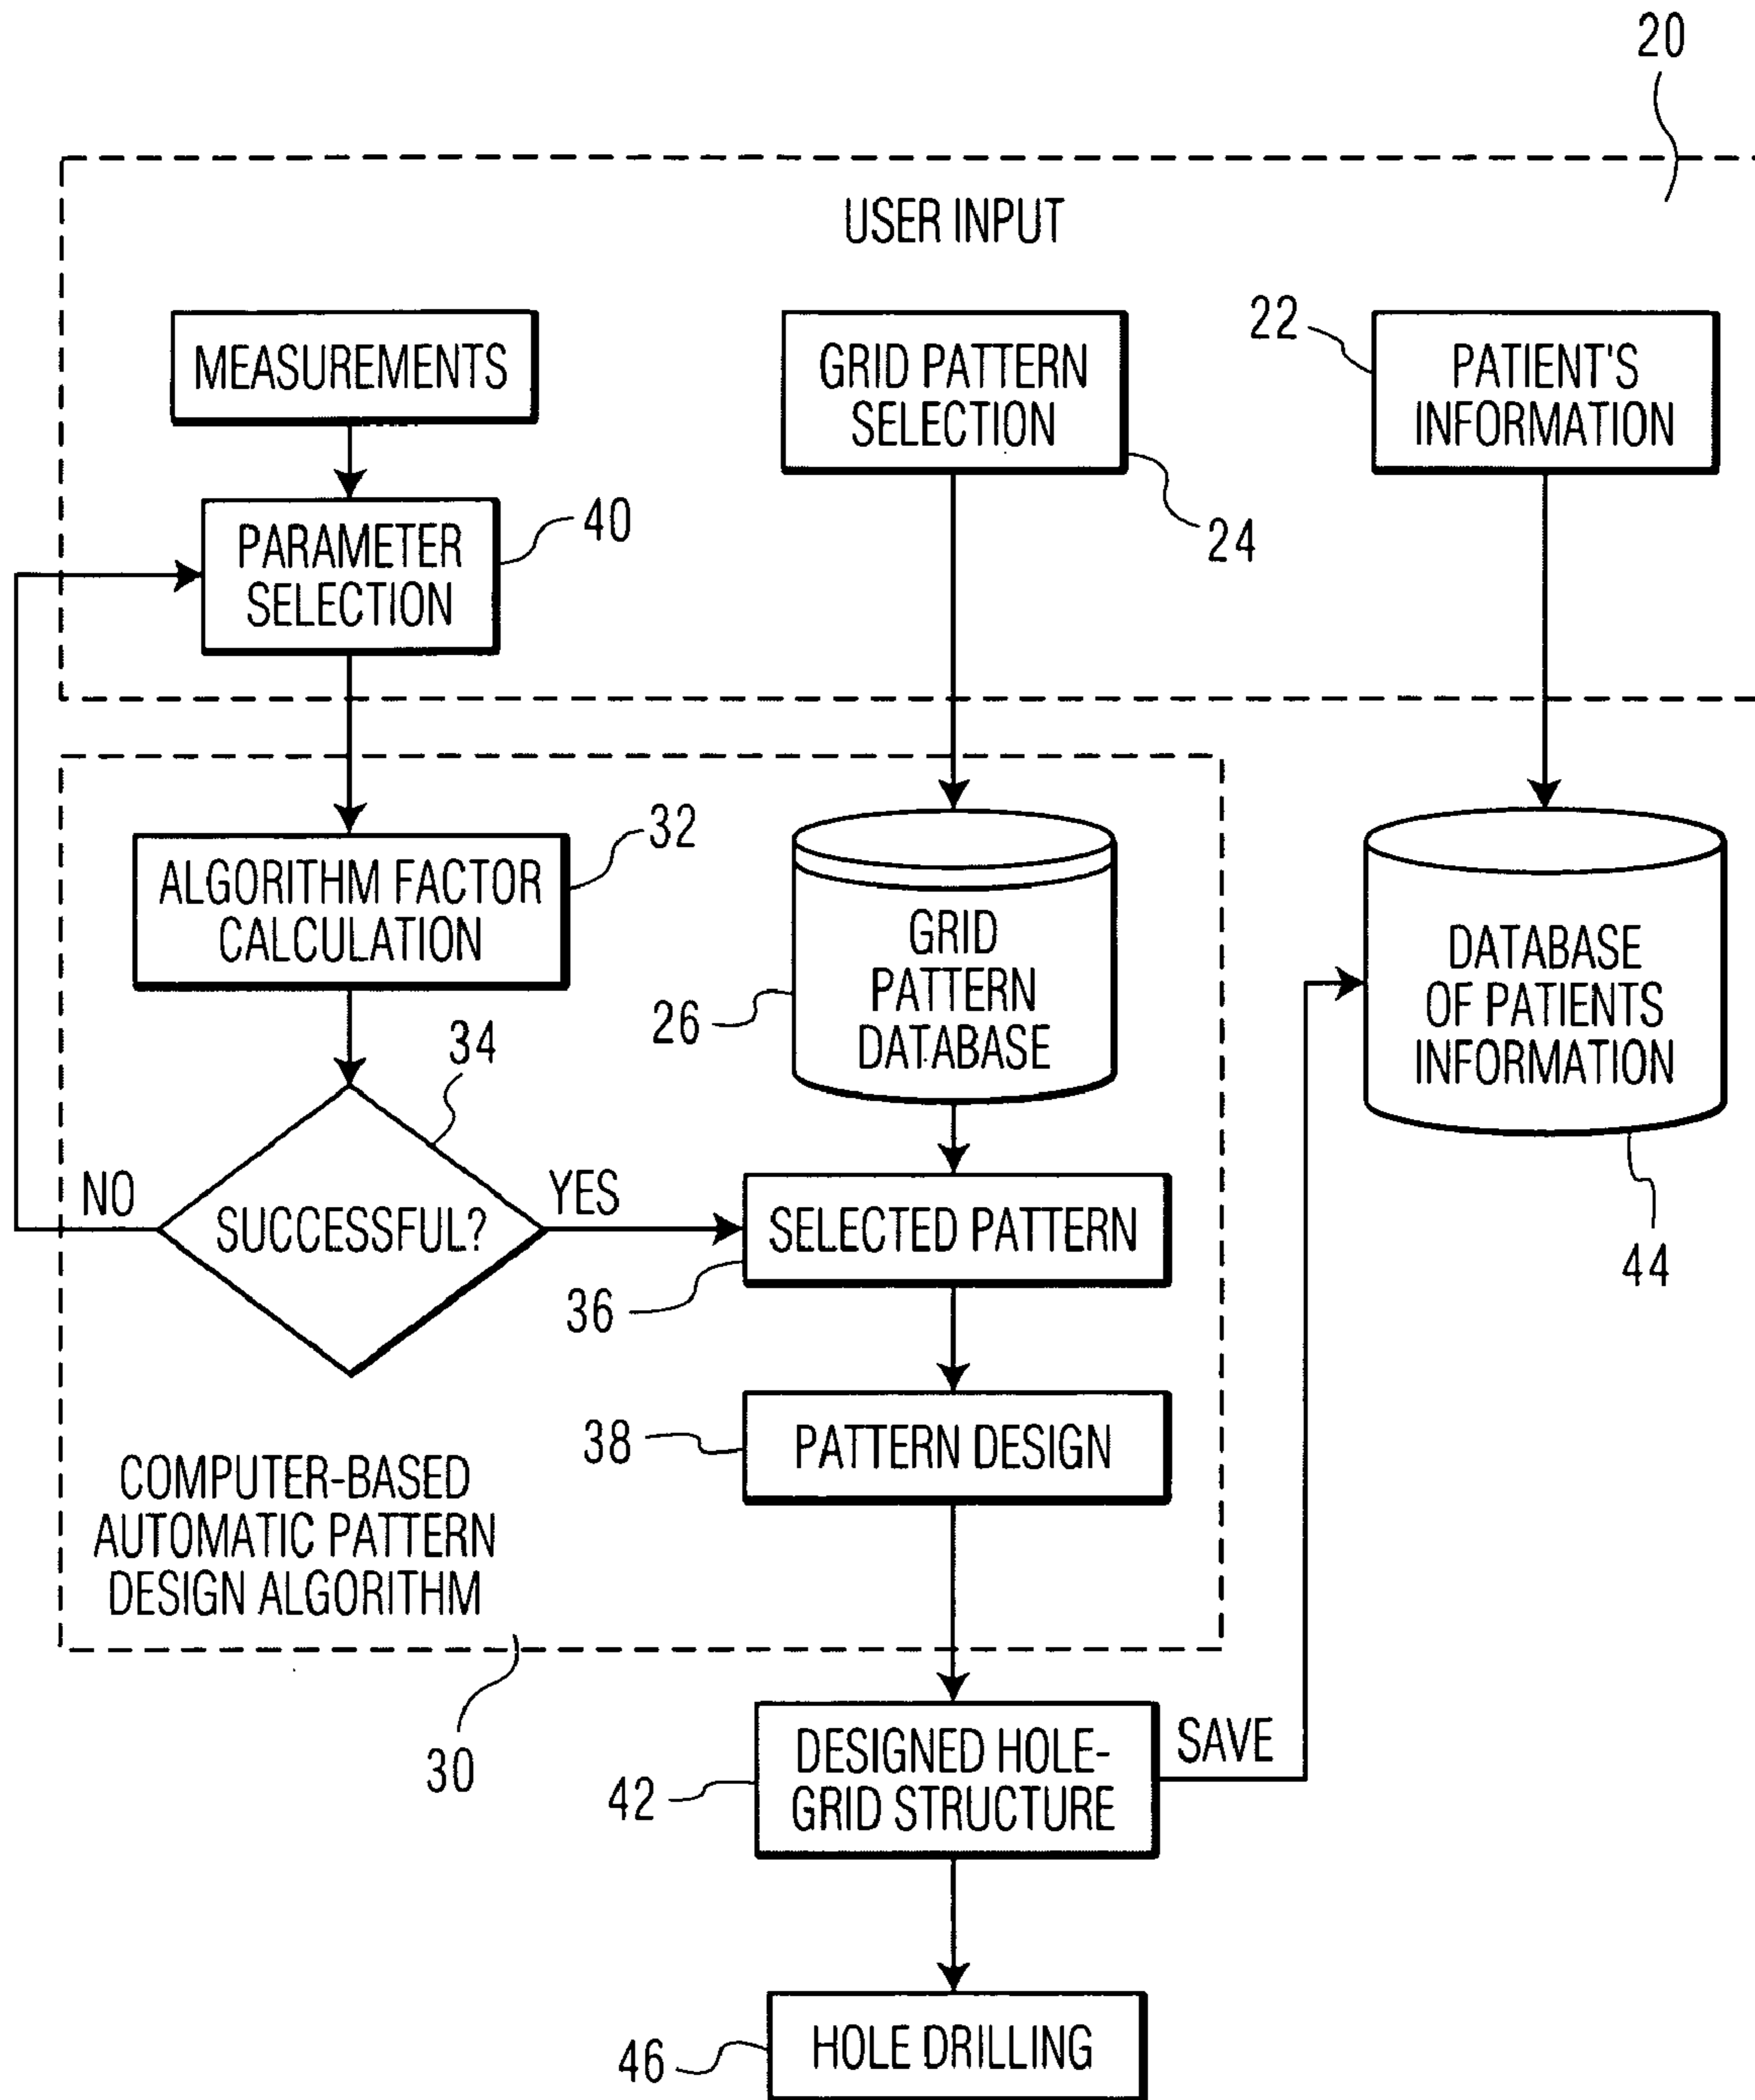 20
USER INPUT
MEASUREMENTS
GRID PATTERN
SELECTION
24
22
PATIENT'S
INFORMATION
PARAMETER
SELECTION
40
ALGORITHM FACTOR
CALCULATION
32
GRID
PATTERN
DATABASE
26
DATABASE
OF PATIENTS
INFORMATION
44
34
NO
SUCCESSFUL?
YES
SELECTED PATTERN
36
38
PATTERN DESIGN
COMPUTER-BASED
AUTOMATIC PATTERN
DESIGN ALGORITHM
30
42
DESIGNED HOLE-
GRID STRUCTURE
SAVE
46
HOLE DRILLING